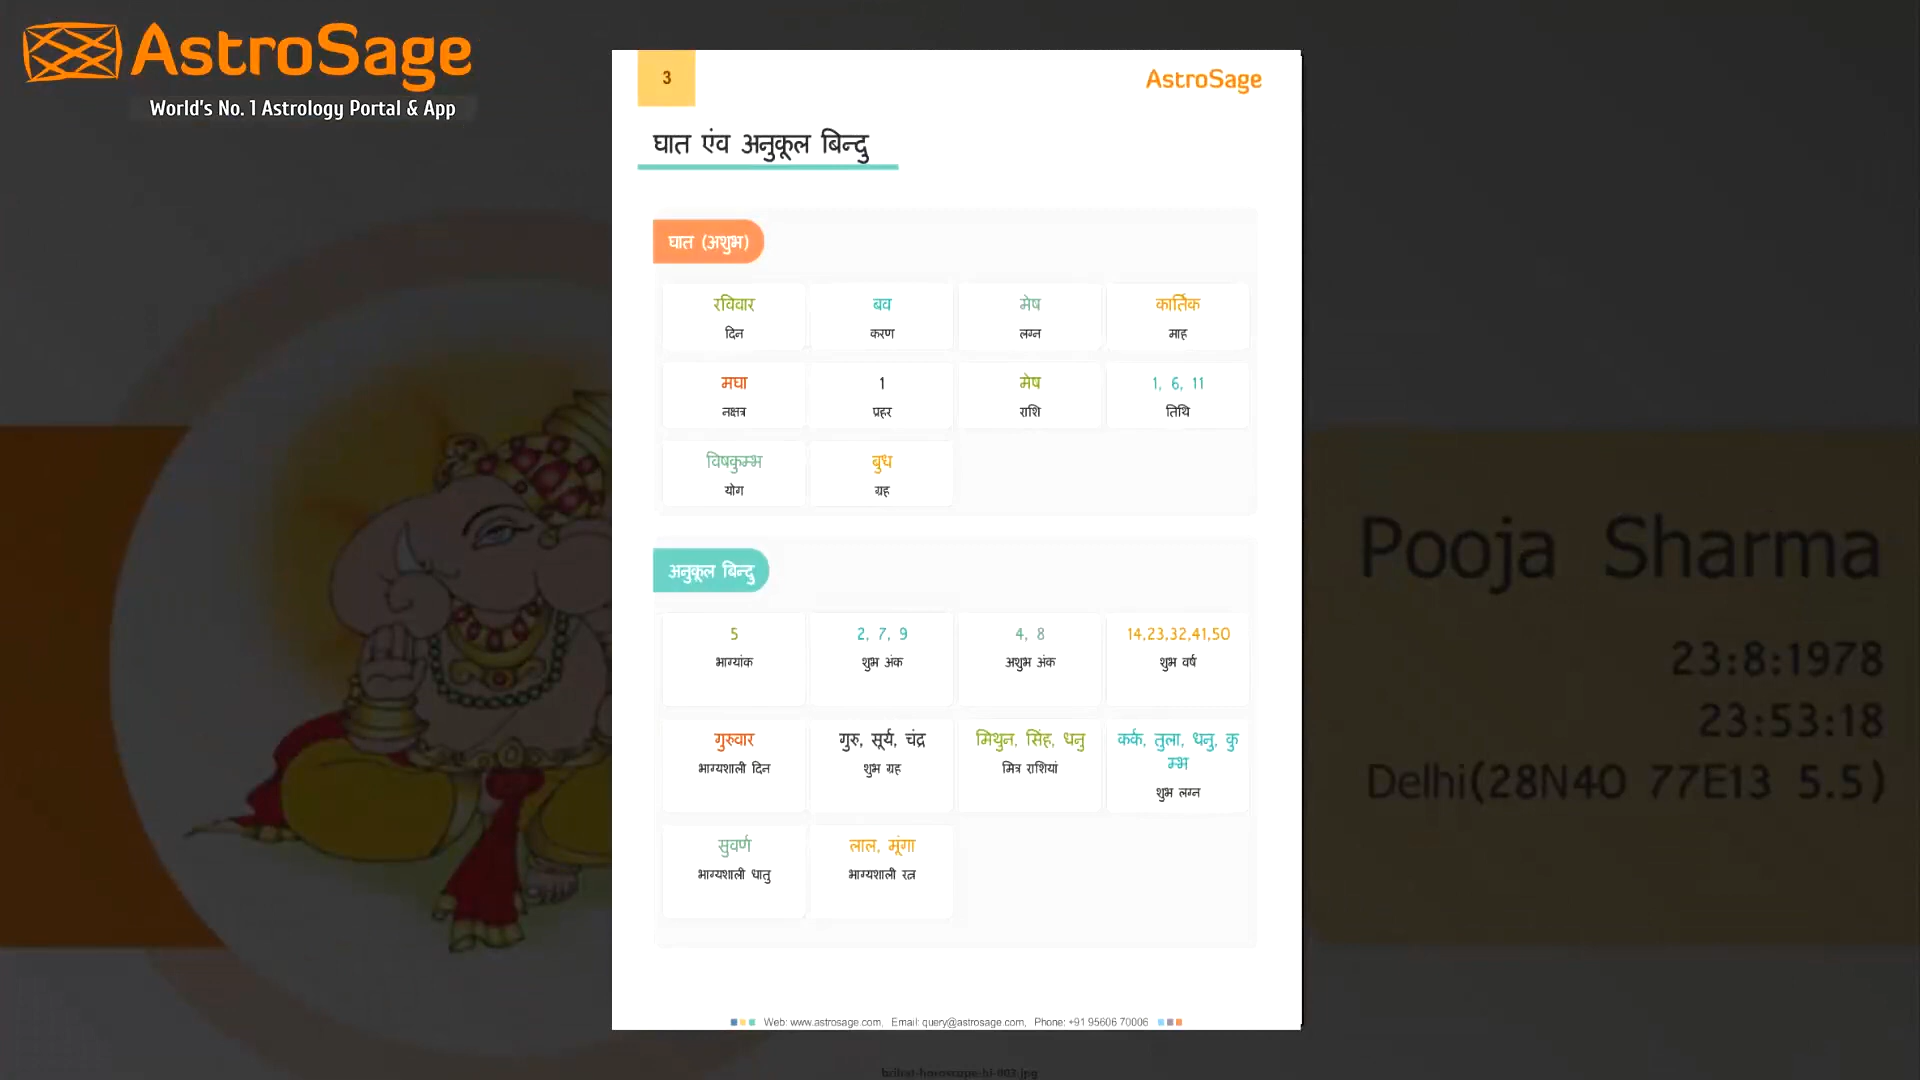 AstroSage
World's No. 1 Astrology Portal & App
3
AstroSage
घात एंव अनुकूल बिन्दु
घात (अशुभ)
रविवार बव मेष कार्तिक
दिन करण लग्न माह
मघा 1 मेष 1, 6, 11
नक्षत्र प्रहर राशि तिथि
विषकुम्भ बुध
योग ग्रह
अनुकूल बिन्दु
5 2, 7, 9 4, 8 14,23,32,41,50
भाग्यांक शुभ अंक अशुभ अंक शुभ वर्ष
गुरुवार गुरु, सूर्य, चंद्र मिथुन, सिंह, धनु कर्क, तुला, धनु, कु
म्भ
भाग्यशाली दिन शुभ ग्रह मित्र राशियां शुभ लग्न
सुवर्ण लाल, मूंगा
भाग्यशाली धातु भाग्यशाली रत्न
Web: www.astrosage.com, Email: query@astrosage.com, Phone: +91 95606 70006
Pooja Sharma
23:8:1978
23:53:18
Delhi(28N40 77E13 5.5)